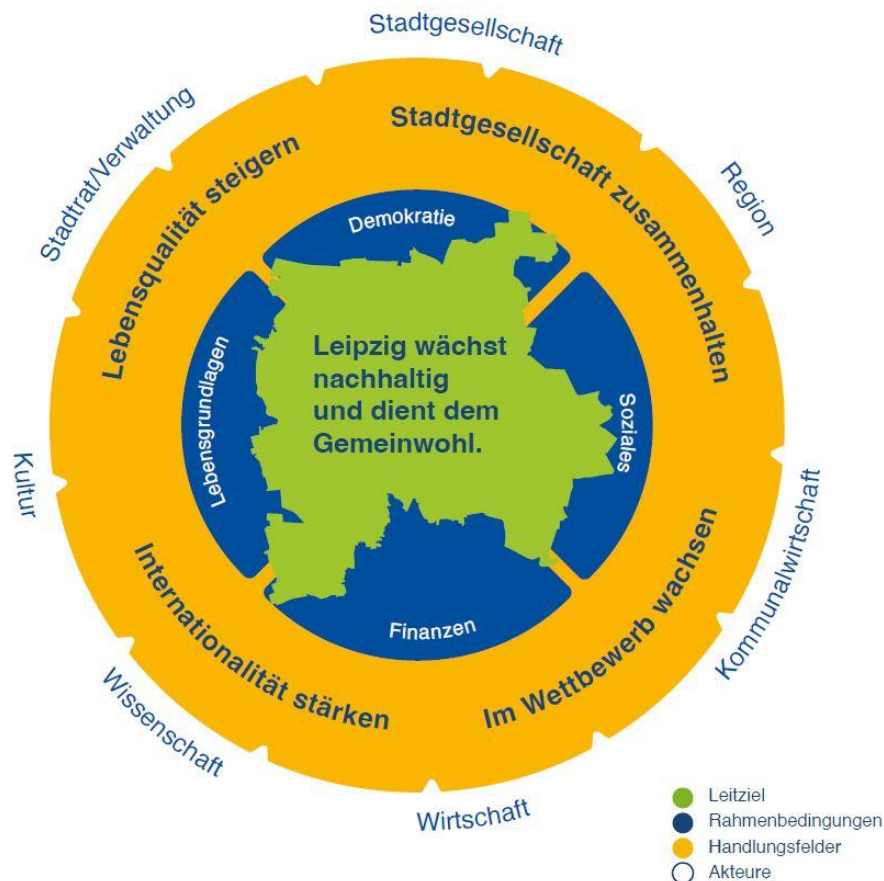 Stadtgesellschaft
Stadtrat/Verwaltung
Region
Kultur
Kommunalwirtschaft
Wissenschaft
Wirtschaft
Lebensqualität steigern
Stadtgesellschaft zusammenhalten
Internationalität stärken
Im Wettbewerb wachsen
Demokratie
Lebensgrundlagen
Soziales
Finanzen
Leipzig wächst
nachhaltig
und dient dem
Gemeinwohl.
Leitziel
Rahmenbedingungen
Handlungsfelder
Akteure